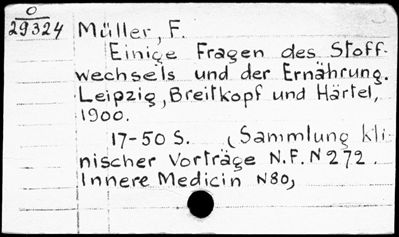 O
29324
Müller, F.
Einige Fragen des Stoff-
wechsels und der Ernährung.
Leipzig, Breitkopf und Härtel,
1900.
17-50 S. (Sammlung kli-
nischer Vorträge N.F. N 272.
Innere Medicin N80)